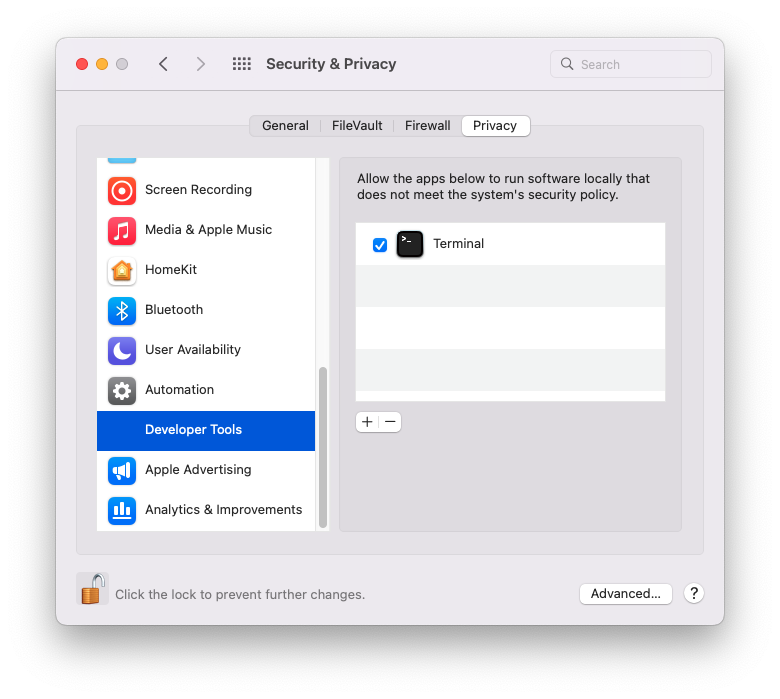 Security & Privacy
Search
General
FileVault
Firewall
Privacy
Screen Recording
Media & Apple Music
HomeKit
Bluetooth
User Availability
Automation
Developer Tools
Apple Advertising
Analytics & Improvements
Allow the apps below to run software locally that
does not meet the system's security policy.
>_
Terminal
+
−
Click the lock to prevent further changes.
Advanced...
?